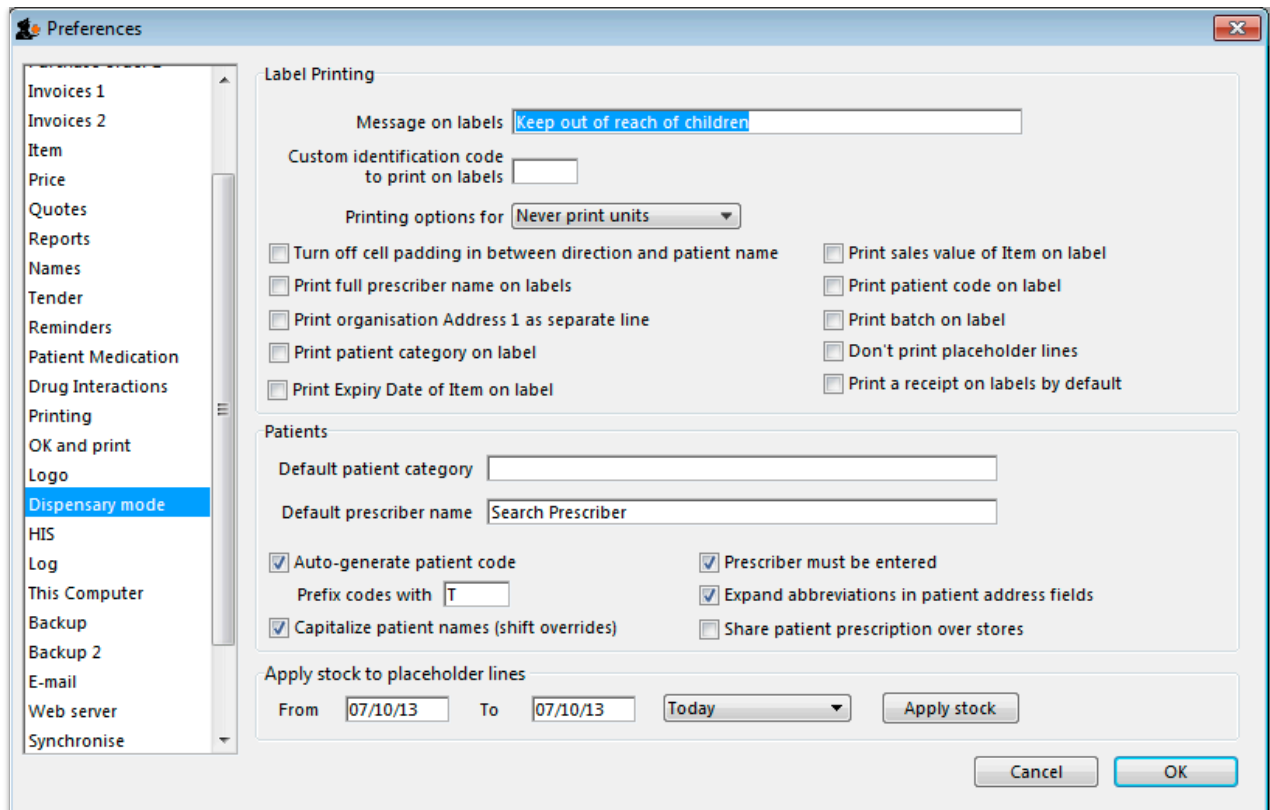 Preferences
Invoices 1
Invoices 2
Item
Price
Quotes
Reports
Names
Tender
Reminders
Patient Medication
Drug Interactions
Printing
OK and print
Logo
Dispensary mode
HIS
Log
This Computer
Backup
Backup 2
E-mail
Web server
Synchronise
Label Printing
Message on labels Keep out of reach of children
Custom identification code
to print on labels
Printing options for Never print units
Turn off cell padding in between direction and patient name
Print full prescriber name on labels
Print organisation Address 1 as separate line
Print patient category on label
Print Expiry Date of Item on label
Print sales value of Item on label
Print patient code on label
Print batch on label
Don't print placeholder lines
Print a receipt on labels by default
Patients
Default patient category
Default prescriber name Search Prescriber
Auto-generate patient code
Prefix codes with T
Capitalize patient names (shift overrides)
Prescriber must be entered
Expand abbreviations in patient address fields
Share patient prescription over stores
Apply stock to placeholder lines
From 07/10/13 To 07/10/13 Today Apply stock
Cancel OK